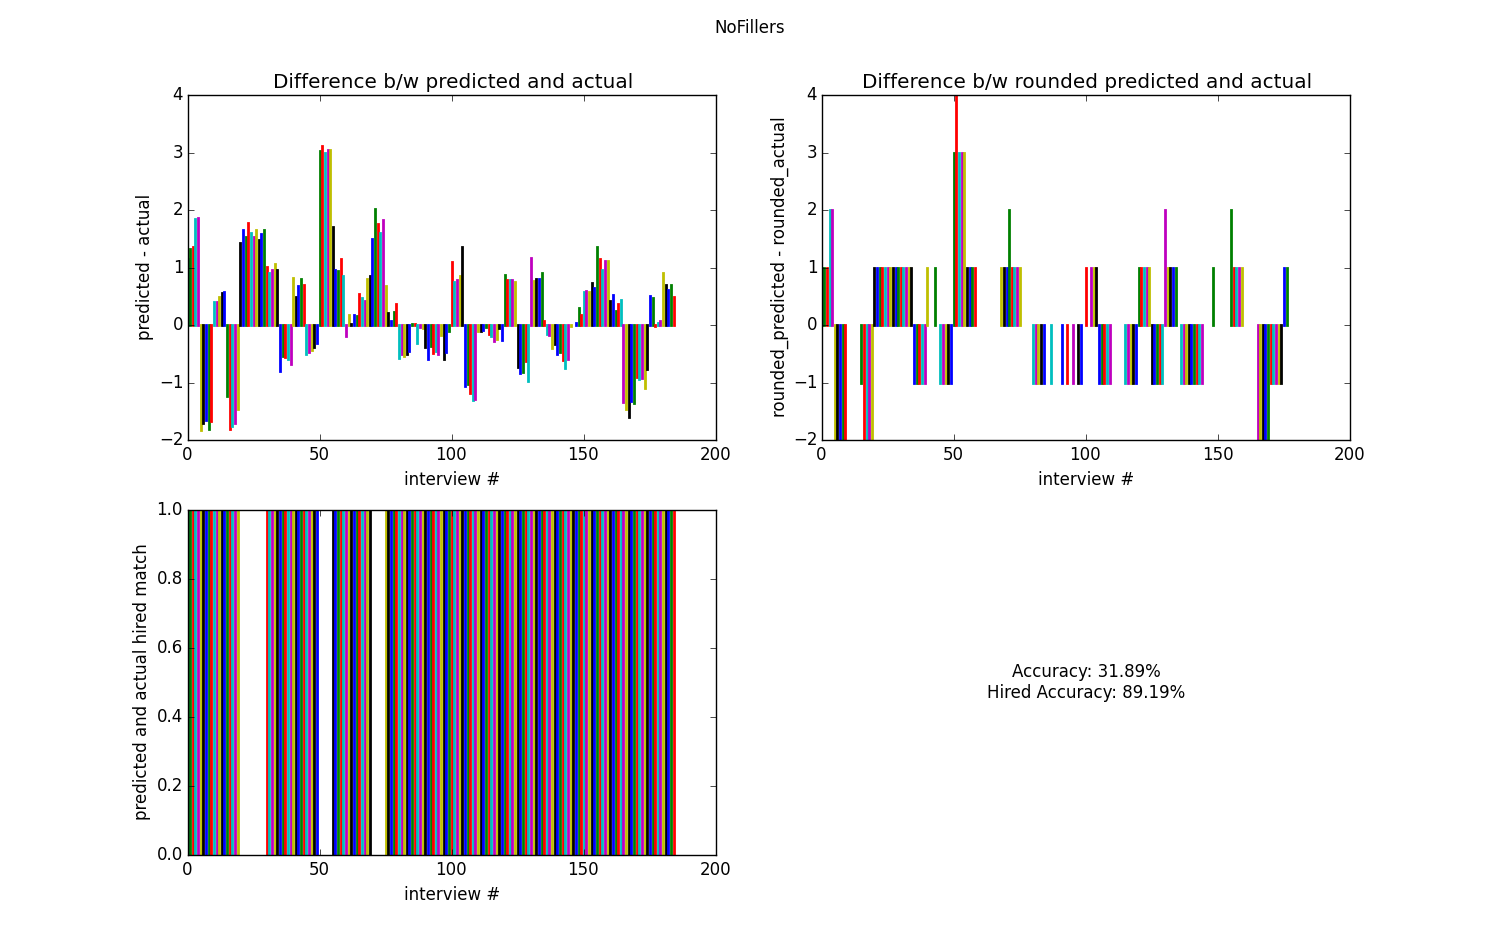 NoFillers
Difference b/w predicted and actual
4
3
2
1
0
−1
−2
predicted - actual
0 50 100 150 200
interview #
Difference b/w rounded predicted and actual
4
3
2
1
0
−1
−2
rounded_predicted - rounded_actual
0 50 100 150 200
interview #
1.0
0.8
0.6
0.4
0.2
0.0
predicted and actual hired match
0 50 100 150 200
interview #
Accuracy: 31.89%
Hired Accuracy: 89.19%